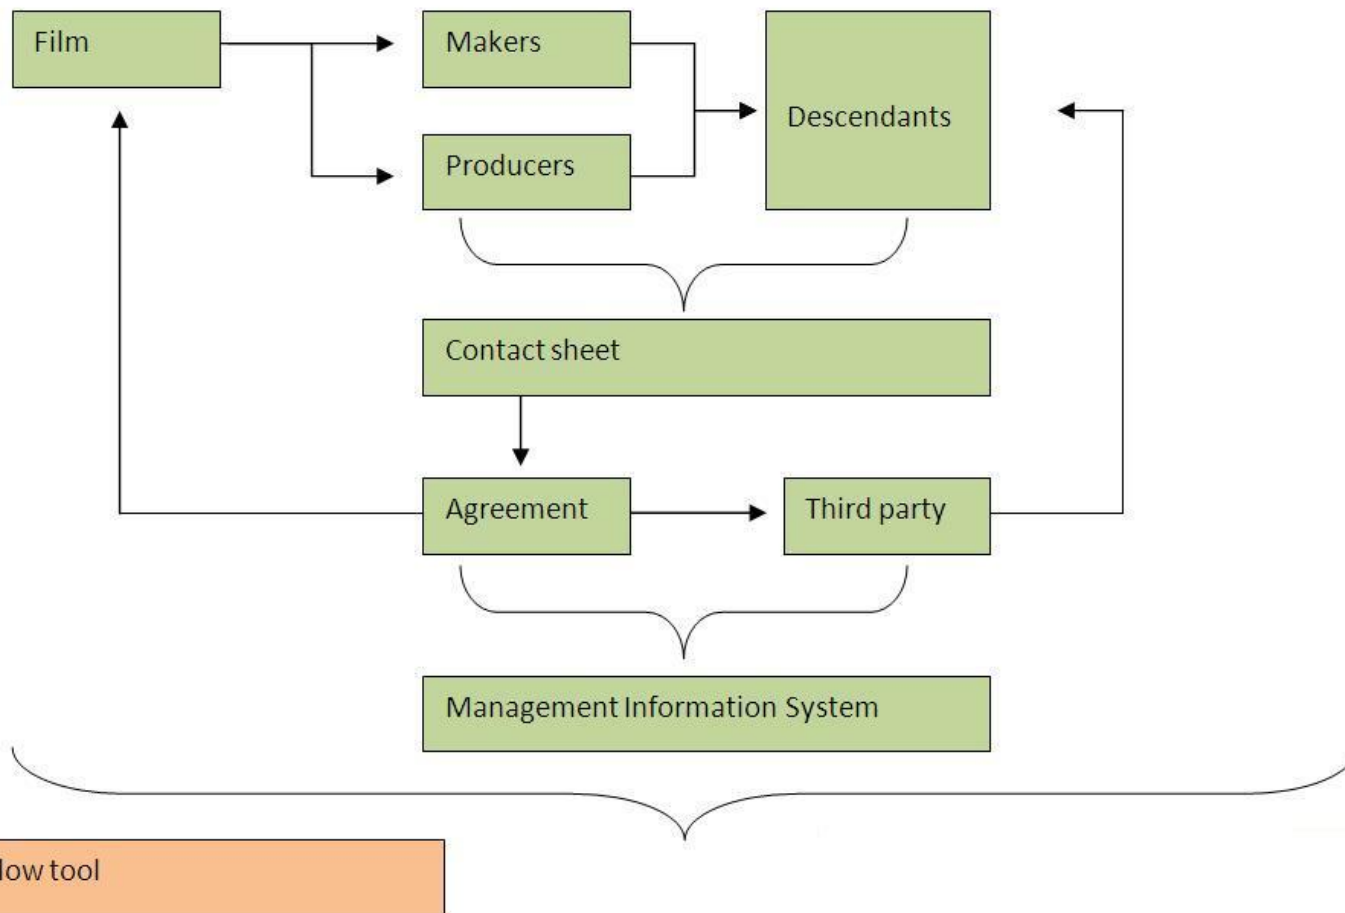 Film
Makers
Descendants
Producers
Contact sheet
Agreement
Third party
Management Information System
low tool